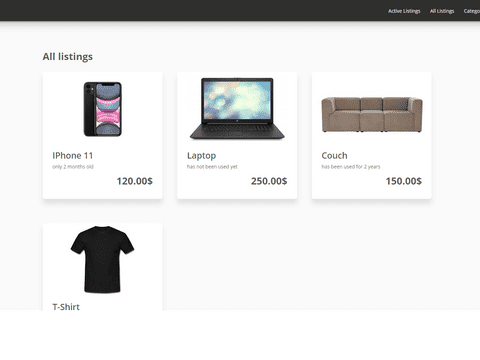 Active Listings All Listings Catego
All listings
IPhone 11
only 2 months old
120.00$
Laptop
has not been used yet
250.00$
Couch
has been used for 2 years
150.00$
T-Shirt